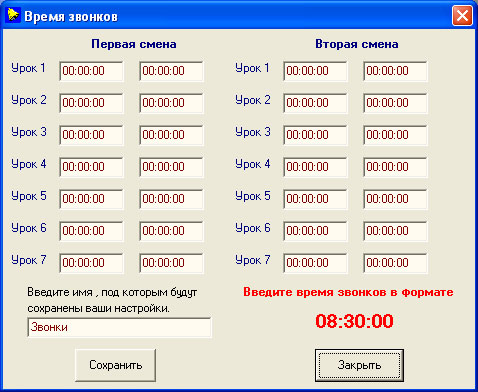 Время звонков
Первая смена Вторая смена
Урок 1 00:00:00 00:00:00 Урок 1 00:00:00 00:00:00
Урок 2 00:00:00 00:00:00 Урок 2 00:00:00 00:00:00
Урок 3 00:00:00 00:00:00 Урок 3 00:00:00 00:00:00
Урок 4 00:00:00 00:00:00 Урок 4 00:00:00 00:00:00
Урок 5 00:00:00 00:00:00 Урок 5 00:00:00 00:00:00
Урок 6 00:00:00 00:00:00 Урок 6 00:00:00 00:00:00
Урок 7 00:00:00 00:00:00 Урок 7 00:00:00 00:00:00
Введите имя , под которым будут
сохранены ваши настройки.
Звонки
Введите время звонков в формате
08:30:00
Сохранить Закрыть